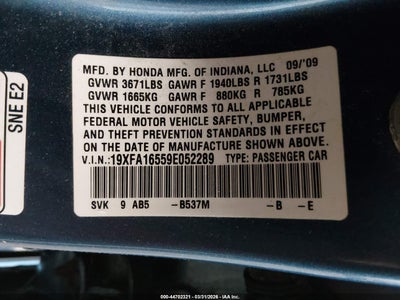 MFD. BY HONDA MFG. OF INDIANA, LLC 09/'09
GVWR 3671LBS GAWR F 1940LBS R 1731LBS
GVWR 1665KG GAWR F 880KG R 785KG
THIS VEHICLE CONFORMS TO ALL APPLICABLE
FEDERAL MOTOR VEHICLE SAFETY, BUMPER,
AND THEFT PREVENTION STANDARDS IN EFFECT
ON THE DATE OF MANUFACTURE SHOWN ABOVE.
V.I.N.:19XFA16559E052289 TYPE: PASSENGER CAR
SVK 9 AB5 -B537M -B -E
SNE E2
000-44702321 - 03/31/2026 - IAA Inc.